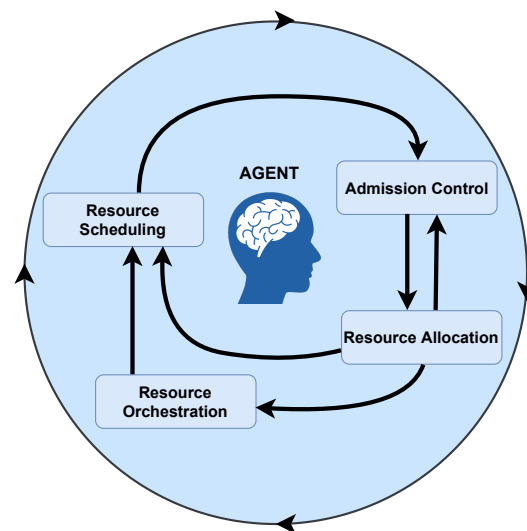 AGENT
Admission Control
Resource
Scheduling
Resource Allocation
Resource
Orchestration